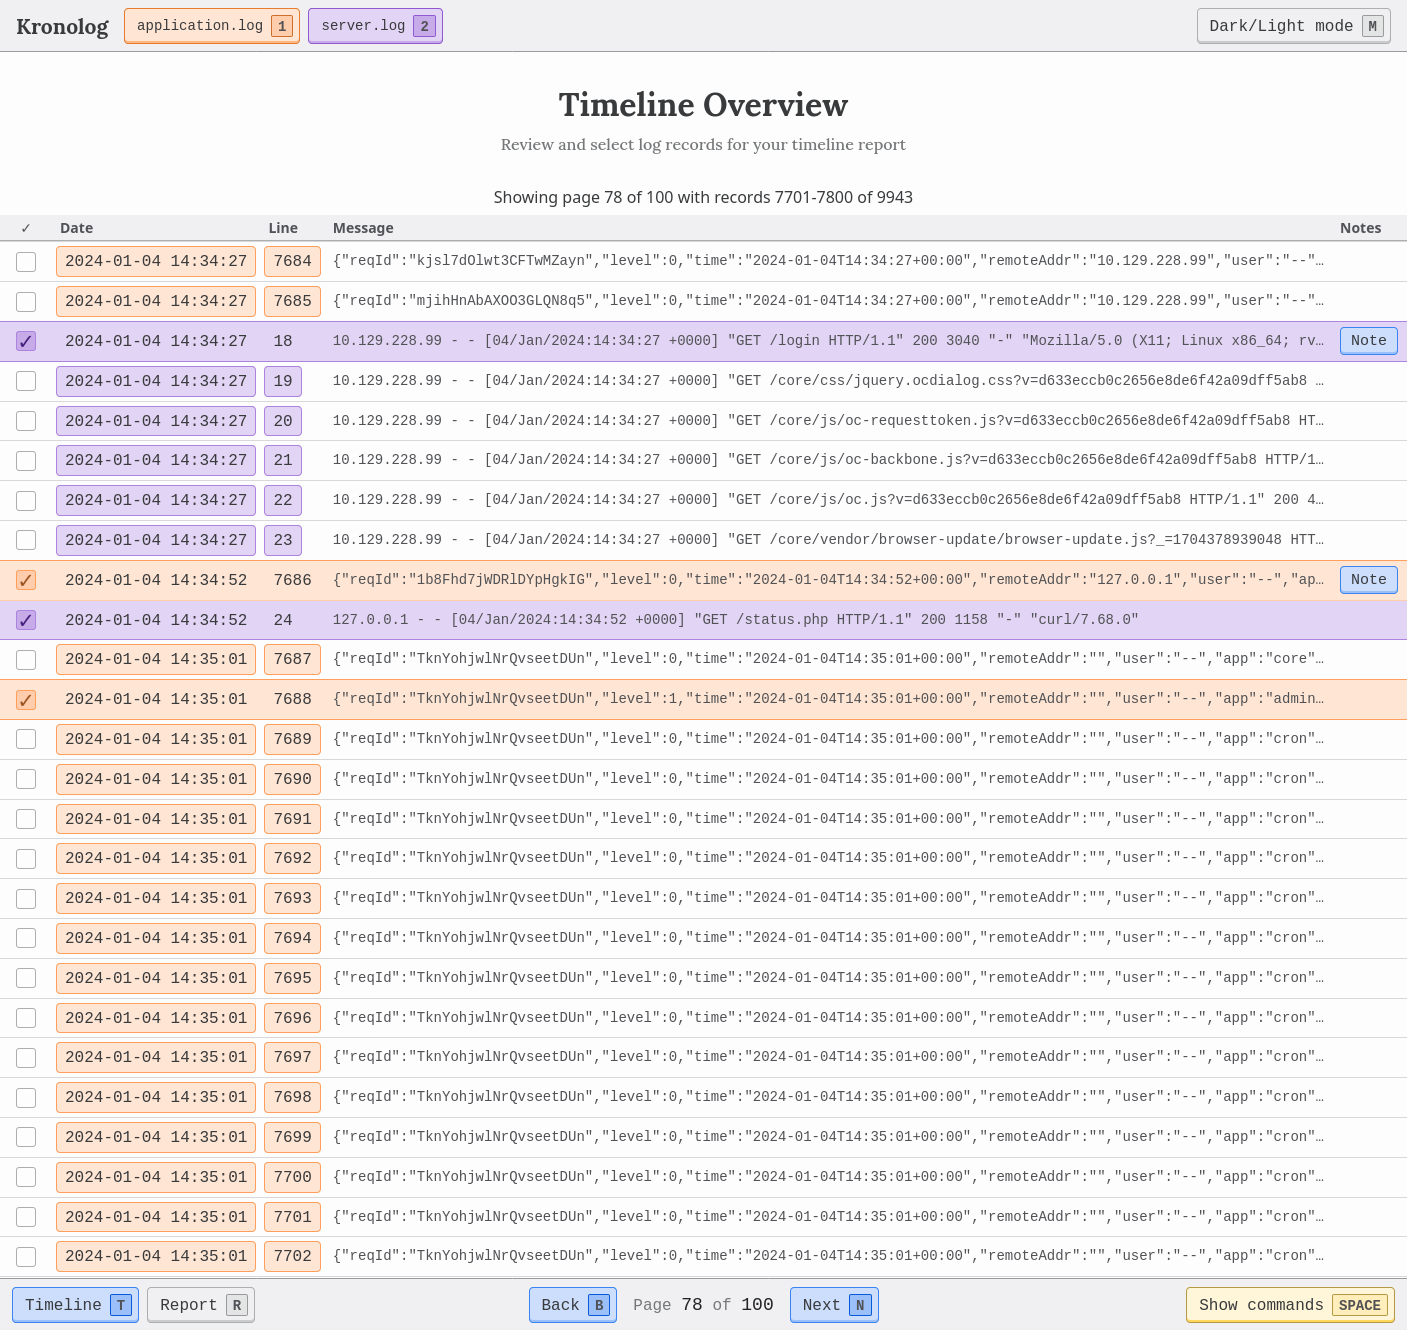 Kronolog application.log 1 server.log 2 Dark/Light mode M
Timeline Overview
Review and select log records for your timeline report
Showing page 78 of 100 with records 7701-7800 of 9943
✓ Date Line Message Notes
2024-01-04 14:34:27 7684 {"reqId":"kjsl7dOlwt3CFTwMZayn","level":0,"time":"2024-01-04T14:34:27+00:00","remoteAddr":"10.129.228.99","user":"--"…
2024-01-04 14:34:27 7685 {"reqId":"mjihHnAbAXOO3GLQN8q5","level":0,"time":"2024-01-04T14:34:27+00:00","remoteAddr":"10.129.228.99","user":"--"…
✓ 2024-01-04 14:34:27 18 10.129.228.99 - - [04/Jan/2024:14:34:27 +0000] "GET /login HTTP/1.1" 200 3040 "-" "Mozilla/5.0 (X11; Linux x86_64; rv… Note
2024-01-04 14:34:27 19 10.129.228.99 - - [04/Jan/2024:14:34:27 +0000] "GET /core/css/jquery.ocdialog.css?v=d633eccb0c2656e8de6f42a09dff5ab8 …
2024-01-04 14:34:27 20 10.129.228.99 - - [04/Jan/2024:14:34:27 +0000] "GET /core/js/oc-requesttoken.js?v=d633eccb0c2656e8de6f42a09dff5ab8 HT…
2024-01-04 14:34:27 21 10.129.228.99 - - [04/Jan/2024:14:34:27 +0000] "GET /core/js/oc-backbone.js?v=d633eccb0c2656e8de6f42a09dff5ab8 HTTP/1…
2024-01-04 14:34:27 22 10.129.228.99 - - [04/Jan/2024:14:34:27 +0000] "GET /core/js/oc.js?v=d633eccb0c2656e8de6f42a09dff5ab8 HTTP/1.1" 200 4…
2024-01-04 14:34:27 23 10.129.228.99 - - [04/Jan/2024:14:34:27 +0000] "GET /core/vendor/browser-update/browser-update.js?_=1704378939048 HTT…
✓ 2024-01-04 14:34:52 7686 {"reqId":"1b8Fhd7jWDRlDYpHgkIG","level":0,"time":"2024-01-04T14:34:52+00:00","remoteAddr":"127.0.0.1","user":"--","ap… Note
✓ 2024-01-04 14:34:52 24 127.0.0.1 - - [04/Jan/2024:14:34:52 +0000] "GET /status.php HTTP/1.1" 200 1158 "-" "curl/7.68.0"
2024-01-04 14:35:01 7687 {"reqId":"TknYohjwlNrQvseetDUn","level":0,"time":"2024-01-04T14:35:01+00:00","remoteAddr":"","user":"--","app":"core"…
✓ 2024-01-04 14:35:01 7688 {"reqId":"TknYohjwlNrQvseetDUn","level":1,"time":"2024-01-04T14:35:01+00:00","remoteAddr":"","user":"--","app":"admin…
2024-01-04 14:35:01 7689 {"reqId":"TknYohjwlNrQvseetDUn","level":0,"time":"2024-01-04T14:35:01+00:00","remoteAddr":"","user":"--","app":"cron"…
2024-01-04 14:35:01 7690 {"reqId":"TknYohjwlNrQvseetDUn","level":0,"time":"2024-01-04T14:35:01+00:00","remoteAddr":"","user":"--","app":"cron"…
2024-01-04 14:35:01 7691 {"reqId":"TknYohjwlNrQvseetDUn","level":0,"time":"2024-01-04T14:35:01+00:00","remoteAddr":"","user":"--","app":"cron"…
2024-01-04 14:35:01 7692 {"reqId":"TknYohjwlNrQvseetDUn","level":0,"time":"2024-01-04T14:35:01+00:00","remoteAddr":"","user":"--","app":"cron"…
2024-01-04 14:35:01 7693 {"reqId":"TknYohjwlNrQvseetDUn","level":0,"time":"2024-01-04T14:35:01+00:00","remoteAddr":"","user":"--","app":"cron"…
2024-01-04 14:35:01 7694 {"reqId":"TknYohjwlNrQvseetDUn","level":0,"time":"2024-01-04T14:35:01+00:00","remoteAddr":"","user":"--","app":"cron"…
2024-01-04 14:35:01 7695 {"reqId":"TknYohjwlNrQvseetDUn","level":0,"time":"2024-01-04T14:35:01+00:00","remoteAddr":"","user":"--","app":"cron"…
2024-01-04 14:35:01 7696 {"reqId":"TknYohjwlNrQvseetDUn","level":0,"time":"2024-01-04T14:35:01+00:00","remoteAddr":"","user":"--","app":"cron"…
2024-01-04 14:35:01 7697 {"reqId":"TknYohjwlNrQvseetDUn","level":0,"time":"2024-01-04T14:35:01+00:00","remoteAddr":"","user":"--","app":"cron"…
2024-01-04 14:35:01 7698 {"reqId":"TknYohjwlNrQvseetDUn","level":0,"time":"2024-01-04T14:35:01+00:00","remoteAddr":"","user":"--","app":"cron"…
2024-01-04 14:35:01 7699 {"reqId":"TknYohjwlNrQvseetDUn","level":0,"time":"2024-01-04T14:35:01+00:00","remoteAddr":"","user":"--","app":"cron"…
2024-01-04 14:35:01 7700 {"reqId":"TknYohjwlNrQvseetDUn","level":0,"time":"2024-01-04T14:35:01+00:00","remoteAddr":"","user":"--","app":"cron"…
2024-01-04 14:35:01 7701 {"reqId":"TknYohjwlNrQvseetDUn","level":0,"time":"2024-01-04T14:35:01+00:00","remoteAddr":"","user":"--","app":"cron"…
2024-01-04 14:35:01 7702 {"reqId":"TknYohjwlNrQvseetDUn","level":0,"time":"2024-01-04T14:35:01+00:00","remoteAddr":"","user":"--","app":"cron"…
Timeline T Report R Back B Page 78 of 100 Next N Show commands SPACE